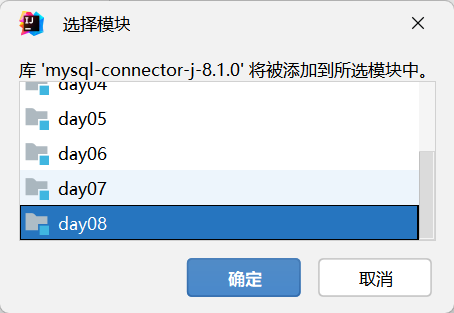 选择模块
库 'mysql-connector-j-8.1.0' 将被添加到所选模块中。
day04
day05
day06
day07
day08
确定
取消